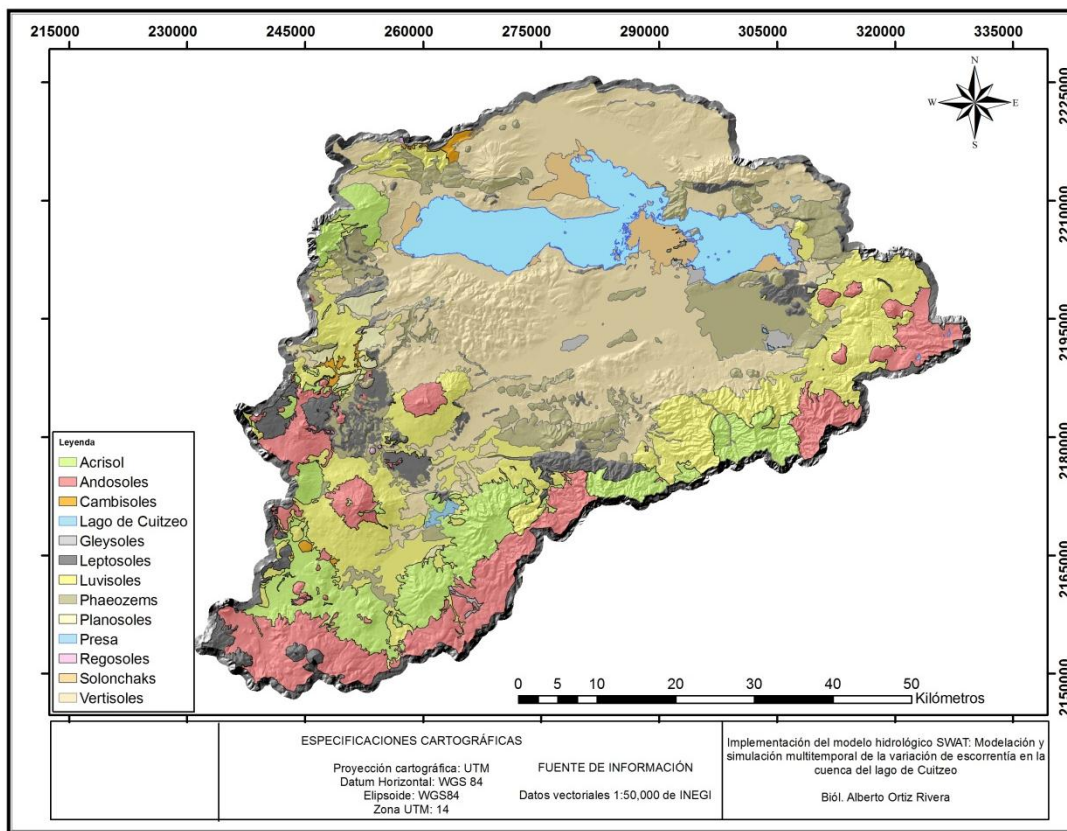 215000 230000 245000 260000 275000 290000 305000 320000 335000
N
W E
S
2225000
2210000
2195000
2180000
2165000
2150000
Leyenda
Acrisol
Andosoles
Cambisoles
Lago de Cuitzeo
Gleysoles
Leptosoles
Luvisoles
Phaeozems
Planosoles
Presa
Regosoles
Solonchaks
Vertisoles
0 5 10 20 30 40 50
Kilómetros
ESPECIFICACIONES CARTOGRÁFICAS
Proyección cartográfica: UTM
Datum Horizontal: WGS 84
Elipsoide: WGS84
Zona UTM: 14
FUENTE DE INFORMACIÓN
Datos vectoriales 1:50,000 de INEGI
Implementación del modelo hidrológico SWAT: Modelación y
simulación multitemporal de la variación de escorrentía en la
cuenca del lago de Cuitzeo
Biól. Alberto Ortiz Rivera